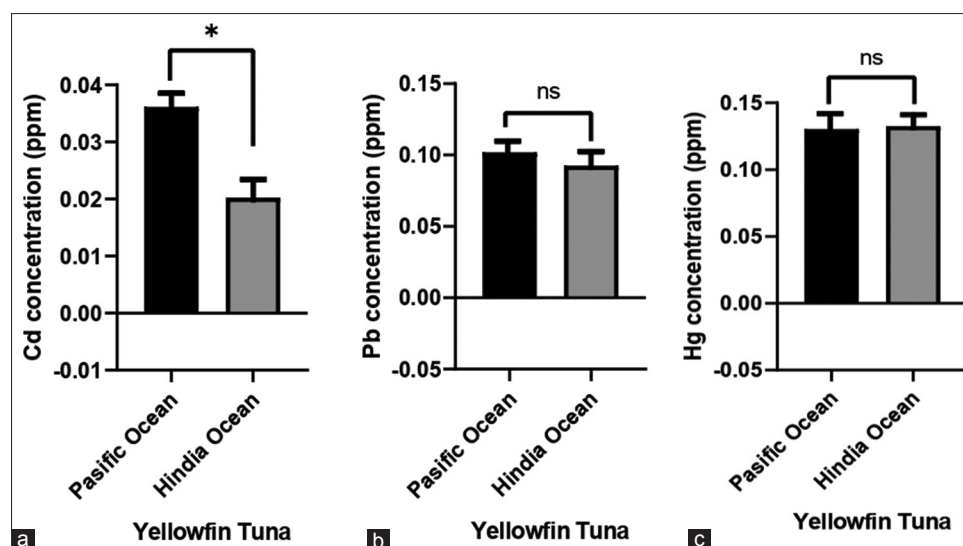 *
Cd concentration (ppm)
0.04
0.03
0.02
0.01
0.00
-0.01
Pasific Ocean
Hindia Ocean
Yellowfin Tuna
a
ns
Pb concentration (ppm)
0.15
0.10
0.05
0.00
-0.05
Pasific Ocean
Hindia Ocean
Yellowfin Tuna
b
ns
Hg concentration (ppm)
0.15
0.10
0.05
0.00
-0.05
Pasific Ocean
Hindia Ocean
Yellowfin Tuna
c